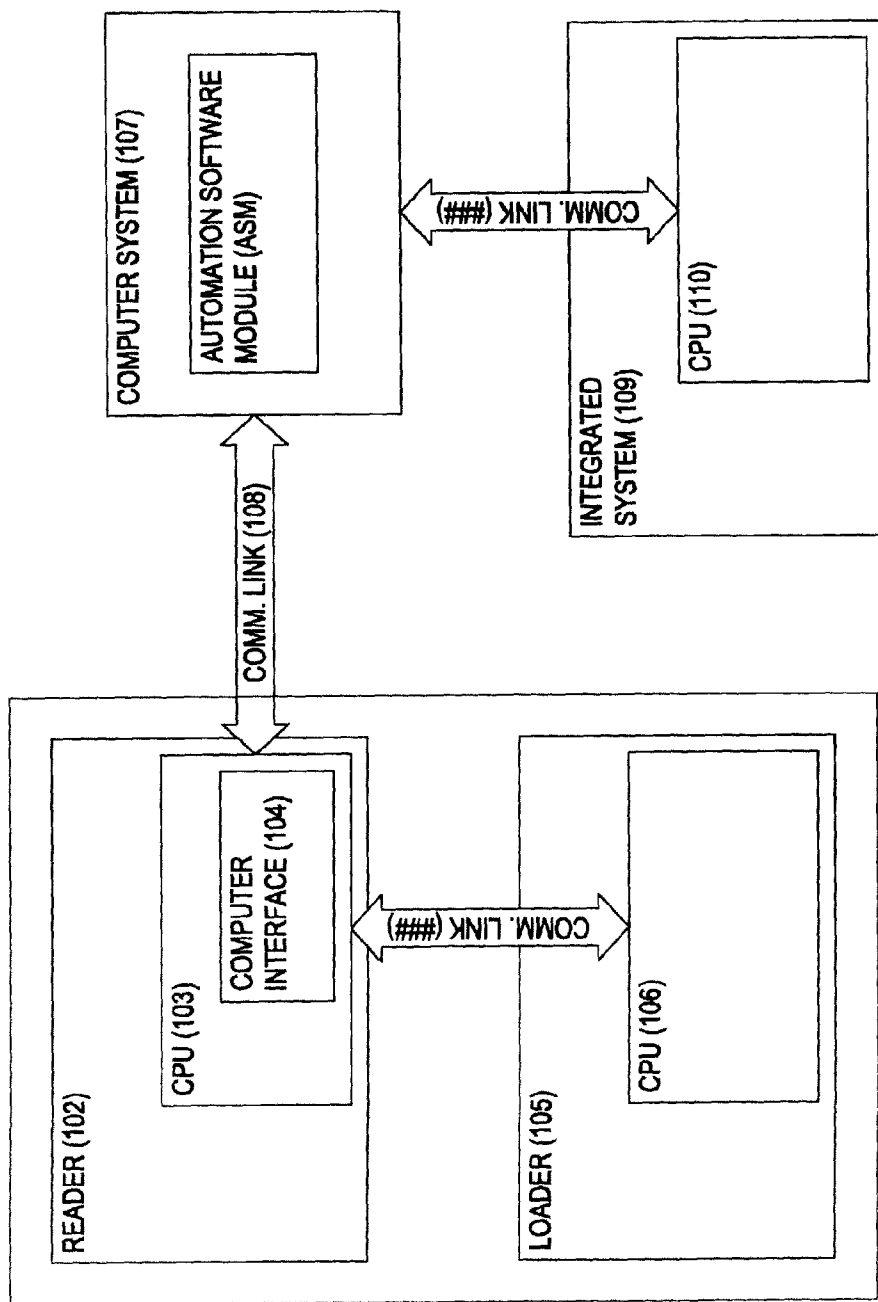 READER (102)
CPU (103)
COMPUTER
INTERFACE (104)
COMM. LINK (###)
LOADER (105)
CPU (106)
COMM. LINK (108)
COMPUTER SYSTEM (107)
AUTOMATION SOFTWARE
MODULE (ASM)
COMM. LINK (###)
INTEGRATED
SYSTEM (109)
CPU (110)